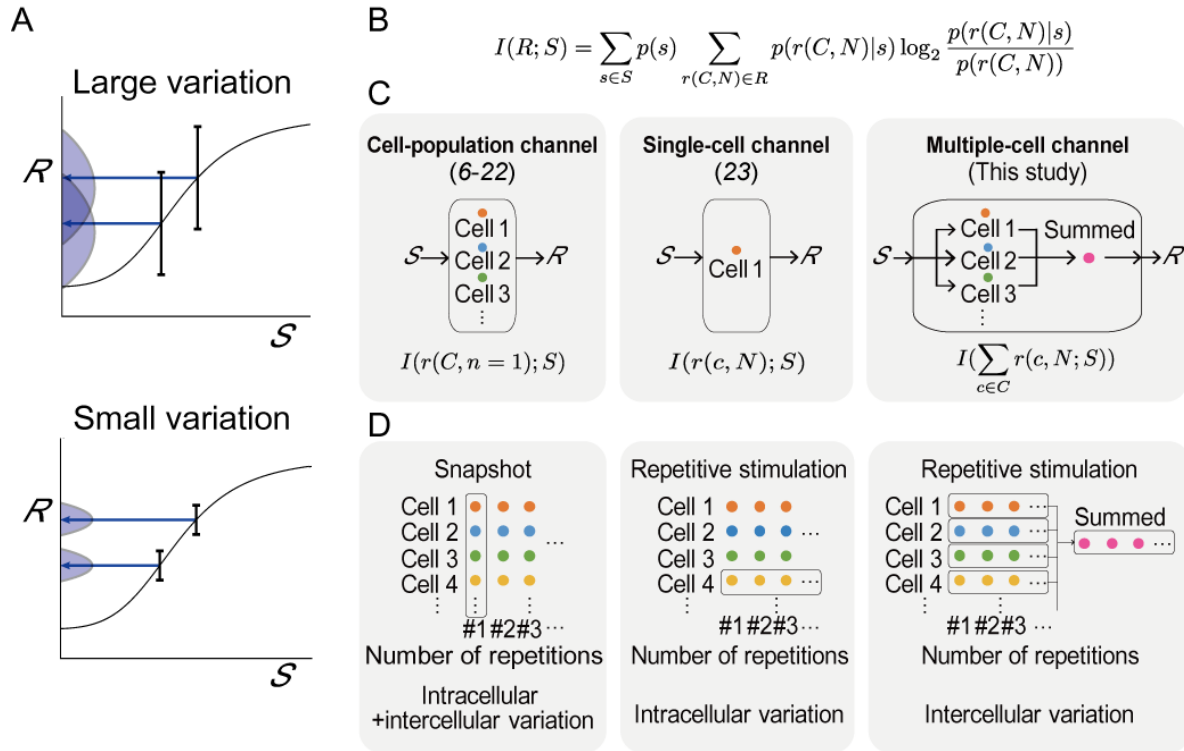 A
Large variation
R
S
Small variation
R
S
B
I(R; S) = ∑ s∈S p(s) ∑ r(C,N)∈R p(r(C, N)|s) log₂ p(r(C, N)|s) / p(r(C, N))
C
Cell-population channel
(6-22)
S
Cell 1
Cell 2
Cell 3
⋮
R
I(r(C, n = 1); S)
Single-cell channel
(23)
S
Cell 1
R
I(r(c, N); S)
Multiple-cell channel
(This study)
S
Cell 1
Cell 2
Cell 3
⋮
Summed
R
I(∑ c∈C r(c, N; S))
D
Snapshot
Cell 1
Cell 2
Cell 3
Cell 4
⋮ ⋮ ⋮
...
#1 #2 #3 ...
Number of repetitions
Intracellular
+intercellular variation
Repetitive stimulation
Cell 1
Cell 2 ...
Cell 3
Cell 4 ...
⋮ ⋮
#1 #2 #3 ...
Number of repetitions
Intracellular variation
Repetitive stimulation
Cell 1 ...
Cell 2 ...
Cell 3 ...
Cell 4 ...
⋮ ⋮
Summed
...
#1 #2 #3 ...
Number of repetitions
Intercellular variation